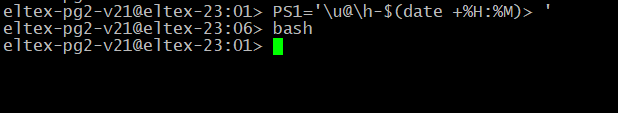 eltex-pg2-v21@eltex-23:01> PS1='\u@\h-$(date +%H:%M)> '
eltex-pg2-v21@eltex-23:06> bash
eltex-pg2-v21@eltex-23:01>